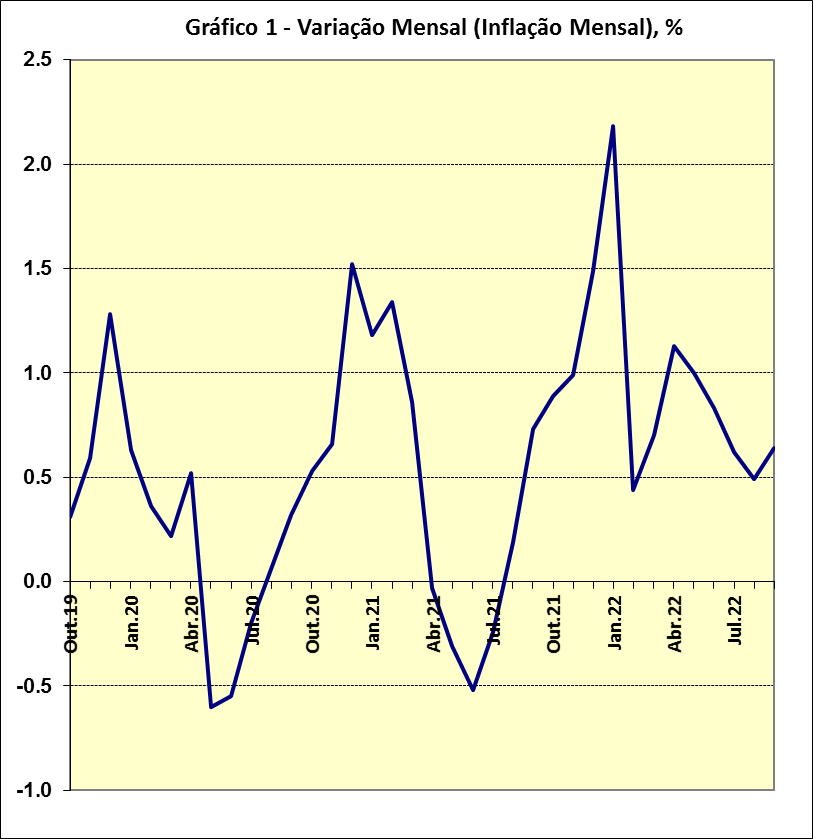 Gráfico 1 - Variação Mensal (Inflação Mensal), %
2.5
2.0
1.5
1.0
0.5
0.0
-0.5
-1.0
Out.19
Jan.20
Abr.20
Jul.20
Out.20
Jan.21
Abr.21
Jul.21
Out.21
Jan.22
Abr.22
Jul.22